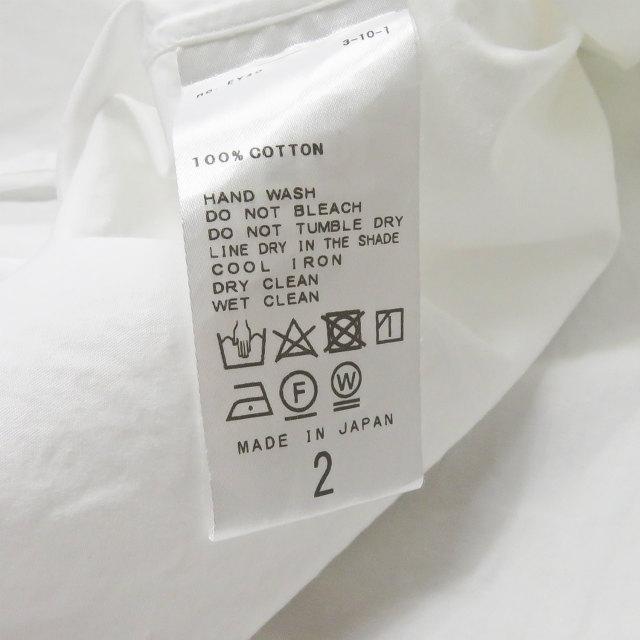 3-10-1
100% COTTON
HAND WASH
DO NOT BLEACH
DO NOT TUMBLE DRY
LINE DRY IN THE SHADE
COOL IRON
DRY CLEAN
WET CLEAN
F W
MADE IN JAPAN
2